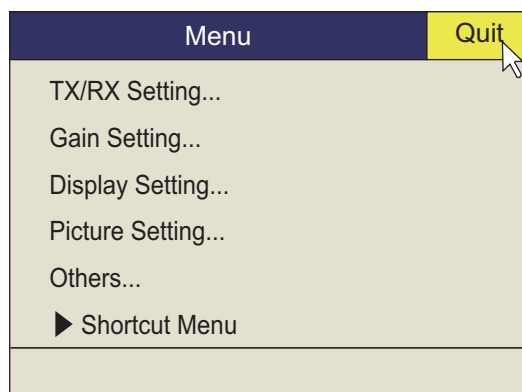 Menu
Quit
TX/RX Setting...
Gain Setting...
Display Setting...
Picture Setting...
Others...
Shortcut Menu